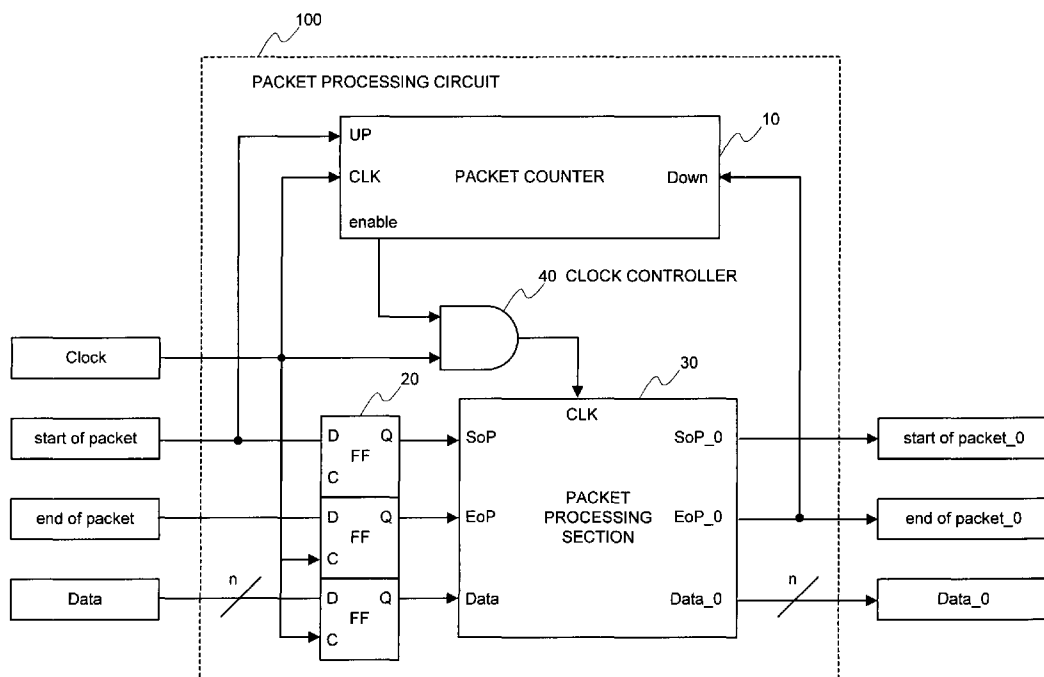 100
PACKET PROCESSING CIRCUIT
10
UP
CLK
PACKET COUNTER
Down
enable
40 CLOCK CONTROLLER
Clock
20
30
CLK
start of packet
D Q
FF
C
SoP
SoP_0
start of packet_0
end of packet
D Q
FF
C
EoP
PACKET
PROCESSING
SECTION
EoP_0
end of packet_0
Data
n
D Q
FF
C
Data
Data_0
n
Data_0